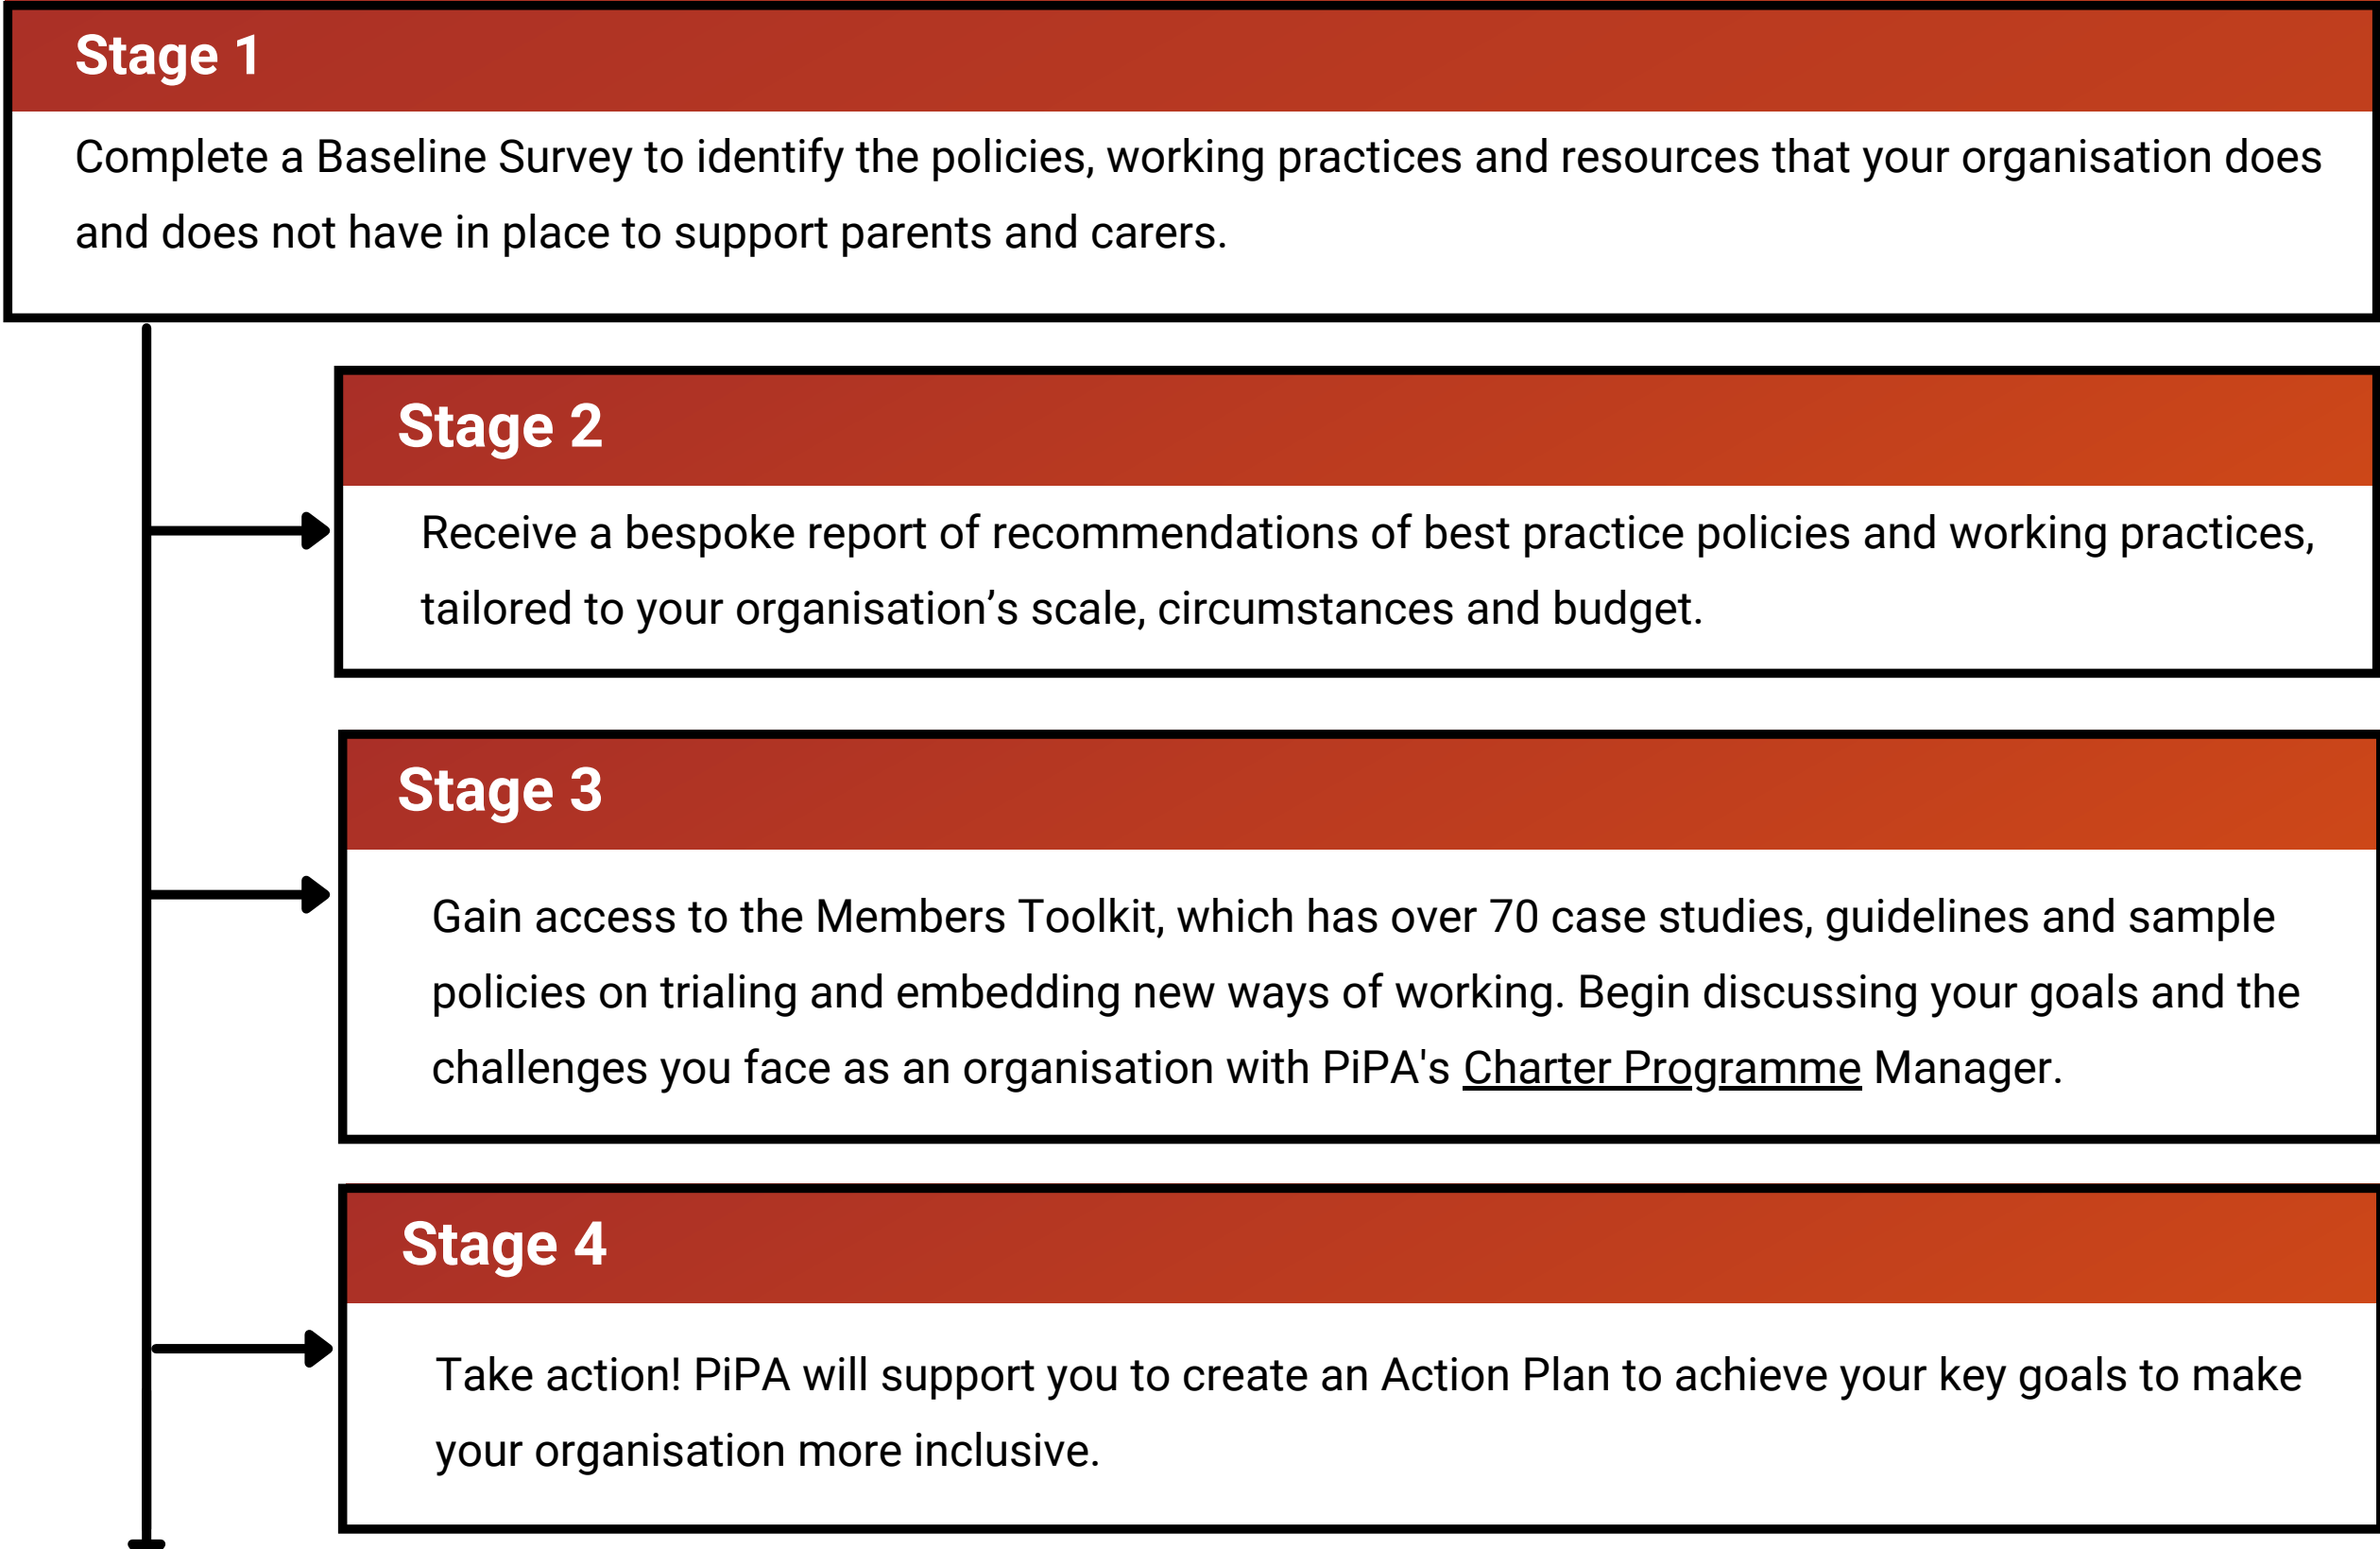 Stage 1
Complete a Baseline Survey to identify the policies, working practices and resources that your organisation does
and does not have in place to support parents and carers.
Stage 2
Receive a bespoke report of recommendations of best practice policies and working practices,
tailored to your organisation’s scale, circumstances and budget.
Stage 3
Gain access to the Members Toolkit, which has over 70 case studies, guidelines and sample
policies on trialing and embedding new ways of working. Begin discussing your goals and the
challenges you face as an organisation with PiPA's Charter Programme Manager.
Stage 4
Take action! PiPA will support you to create an Action Plan to achieve your key goals to make
your organisation more inclusive.